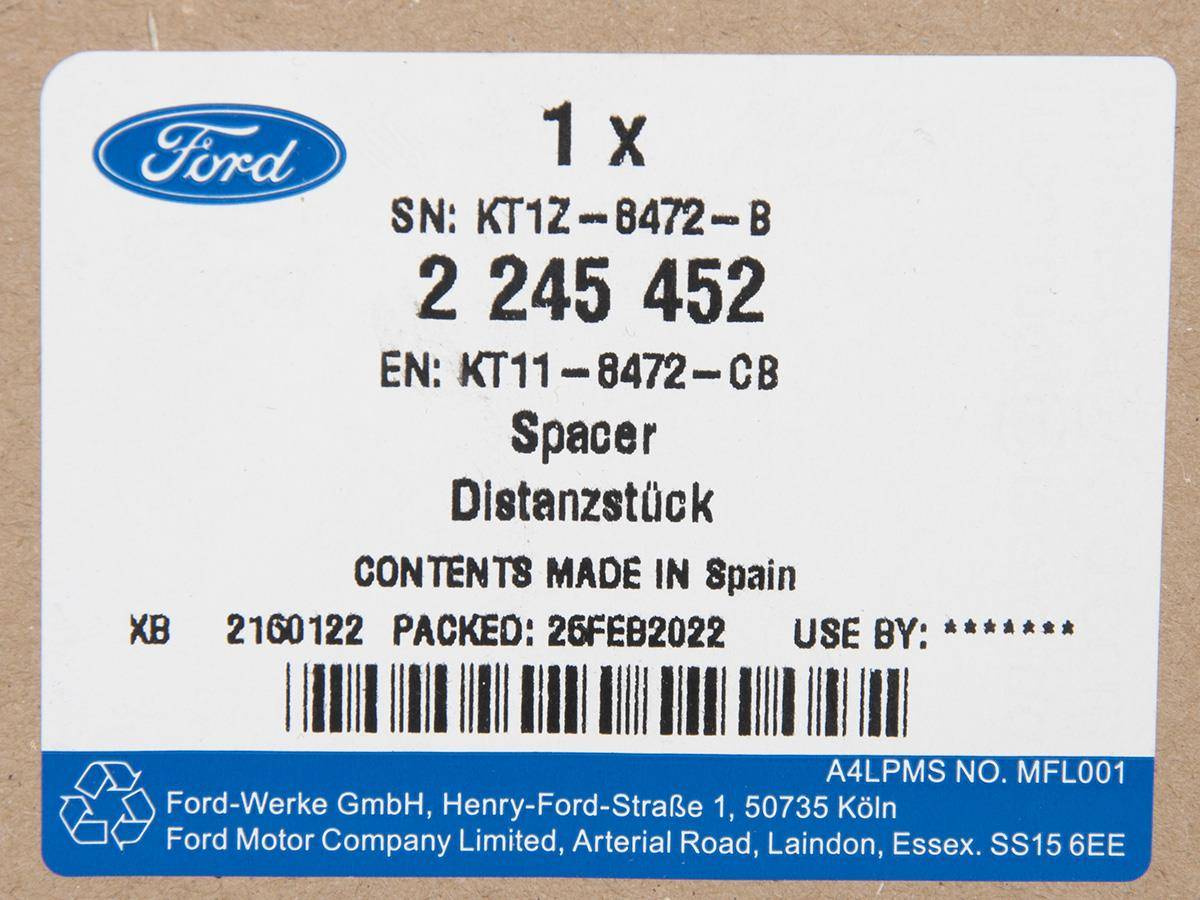 Ford
1 x
SN: KT1Z-8472-B
2 245 452
EN: KT11-8472-CB
Spacer
Distanzstück
CONTENTS MADE IN Spain
XB 2160122 PACKED: 26FEB2022 USE BY: *******
A4LPMS NO. MFL001
Ford-Werke GmbH, Henry-Ford-Straße 1, 50735 Köln
Ford Motor Company Limited, Arterial Road, Laindon, Essex. SS15 6EE